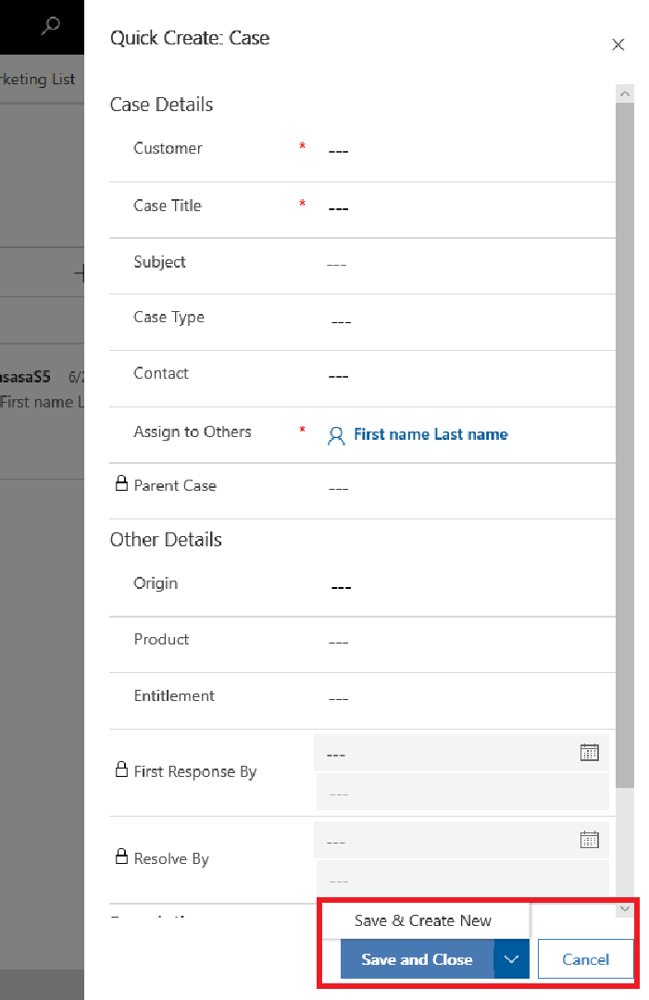 Quick Create: Case
rketing List
Case Details
Customer * ---
Case Title * ---
Subject ---
Case Type ---
Contact ---
asasa$5 6/2
First name L
Assign to Others * First name Last name
Parent Case ---
Other Details
Origin ---
Product ---
Entitlement ---
First Response By
---
---
Resolve By
---
---
Save & Create New
Save and Close
Cancel